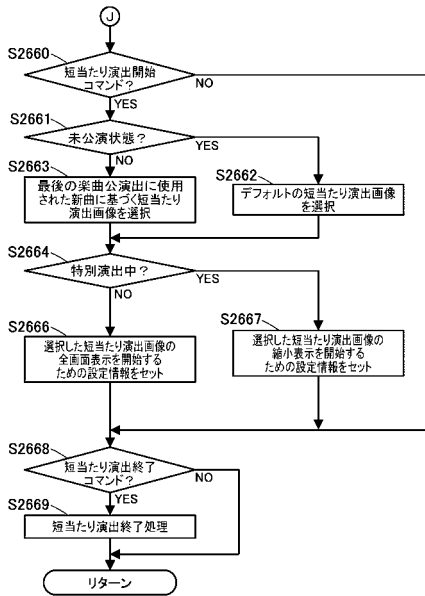 J
S2660
短当たり演出開始
コマンド？
NO
YES
S2661
未公演状態？
YES
NO
S2663
最後の楽曲公演出に使用
された新曲に基づく短当たり
演出画像を選択
S2662
デフォルトの短当たり演出画像
を選択
S2664
特別演出中？
YES
NO
S2666
選択した短当たり演出画像の
全画面表示を開始する
ための設定情報をセット
S2667
選択した短当たり演出画像の
縮小表示を開始する
ための設定情報をセット
S2668
短当たり演出終了
コマンド？
NO
YES
S2669
短当たり演出終了処理
リターン